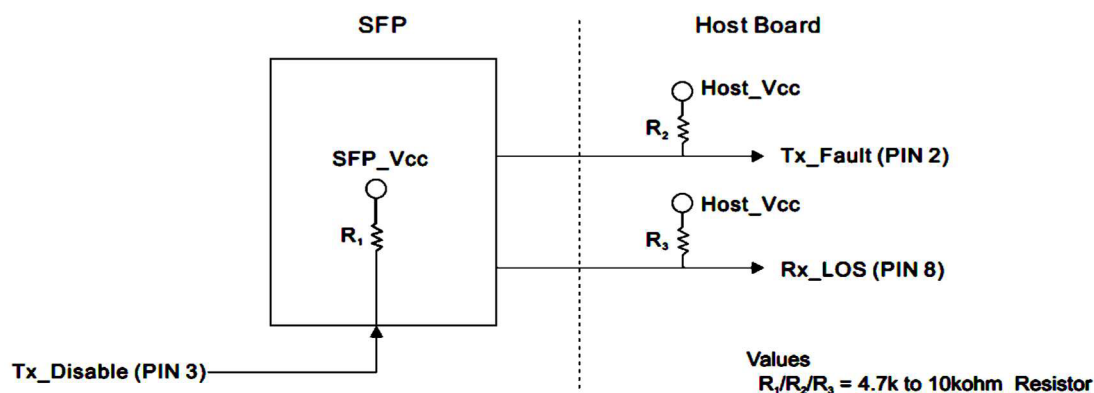 SFP
Host Board
Host_Vcc
R₂
Tx_Fault (PIN 2)
SFP_Vcc
Host_Vcc
R₁
R₃
Rx_LOS (PIN 8)
Tx_Disable (PIN 3)
Values
R₁/R₂/R₃ = 4.7k to 10kohm Resistor